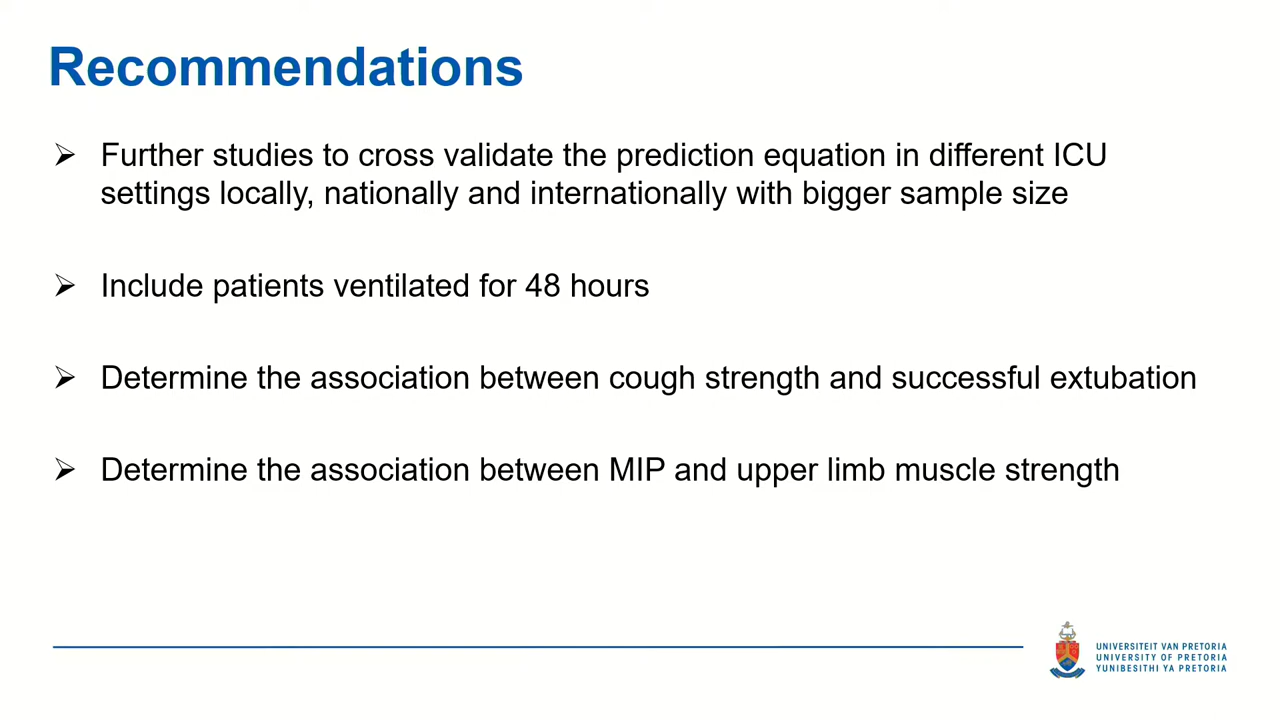 Recommendations
➢ Further studies to cross validate the prediction equation in different ICU
settings locally, nationally and internationally with bigger sample size
➢ Include patients ventilated for 48 hours
➢ Determine the association between cough strength and successful extubation
➢ Determine the association between MIP and upper limb muscle strength
UNIVERSITEIT VAN PRETORIA
UNIVERSITY OF PRETORIA
YUNIBESITHI YA PRETORIA